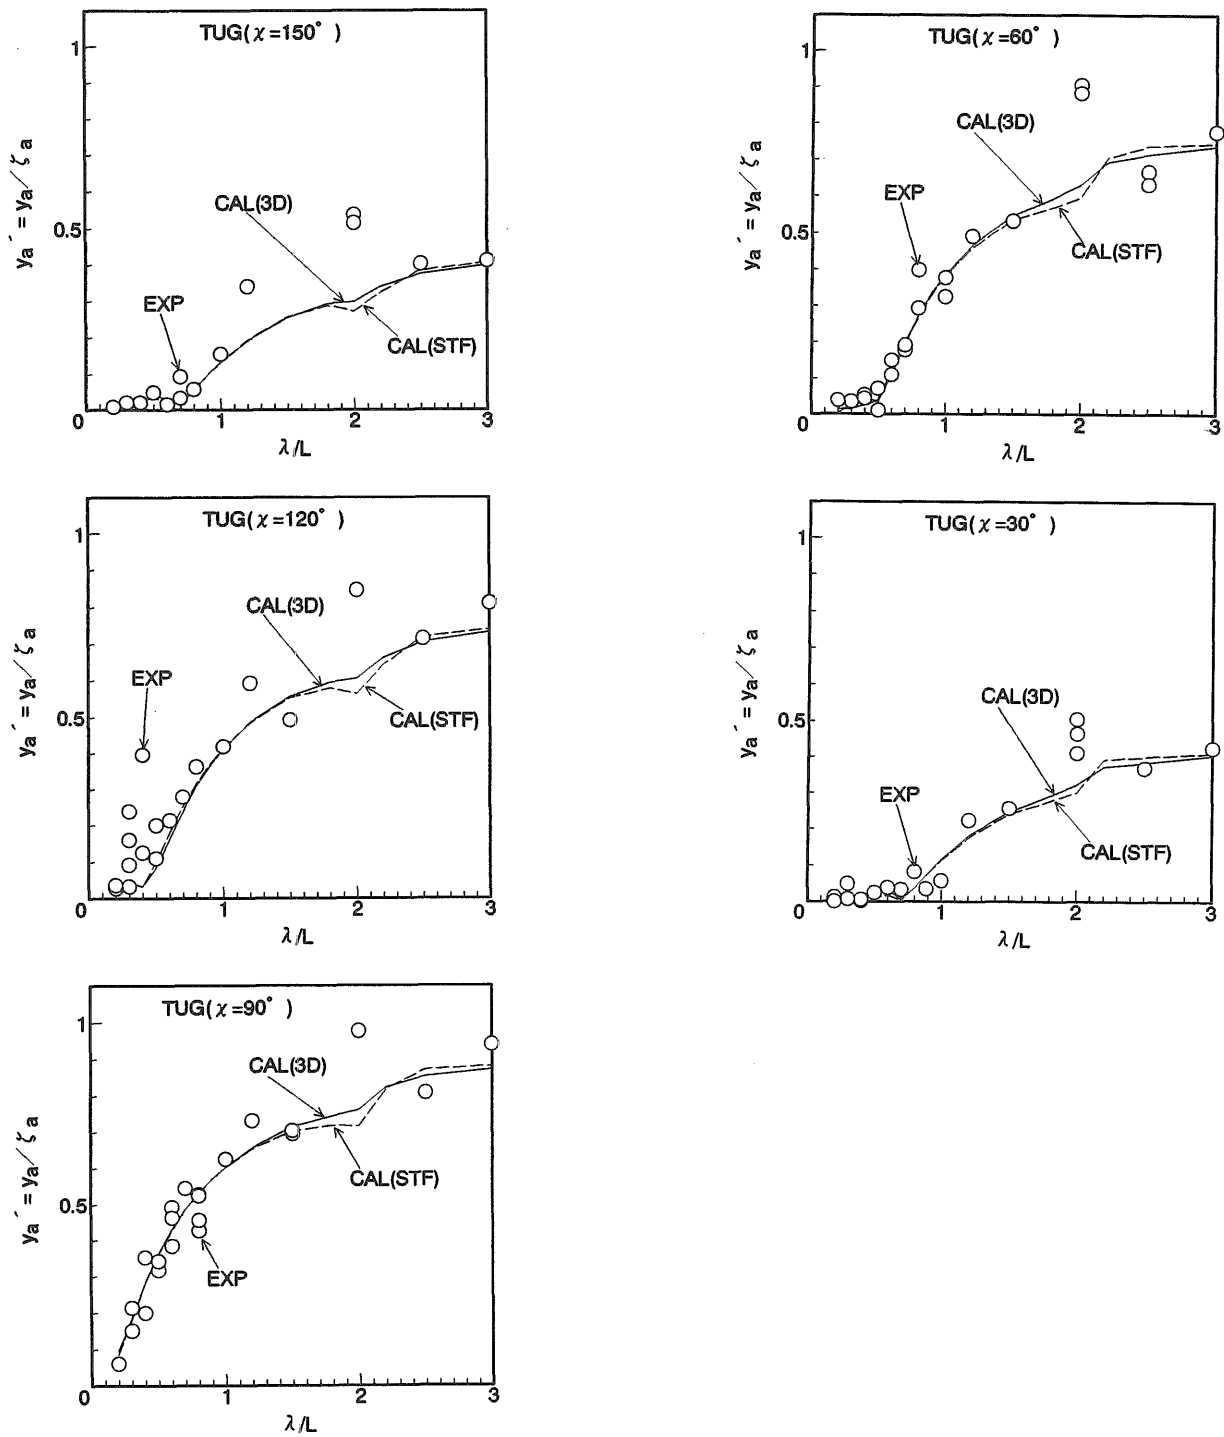 TUG(χ=150°)
1
CAL(3D)
0.5
EXP
CAL(STF)
ya´ = ya/ζa
0 1 2 3
λ/L
TUG(χ=120°)
1
CAL(3D)
EXP
0.5
CAL(STF)
ya´ = ya/ζa
0 1 2 3
λ/L
TUG(χ=90°)
1
CAL(3D)
0.5
CAL(STF)
EXP
ya´ = ya/ζa
0 1 2 3
λ/L
TUG(χ=60°)
1
CAL(3D)
EXP
0.5
CAL(STF)
ya´ = ya/ζa
0 1 2 3
λ/L
TUG(χ=30°)
1
CAL(3D)
0.5
EXP
CAL(STF)
ya´ = ya/ζa
0 1 2 3
λ/L